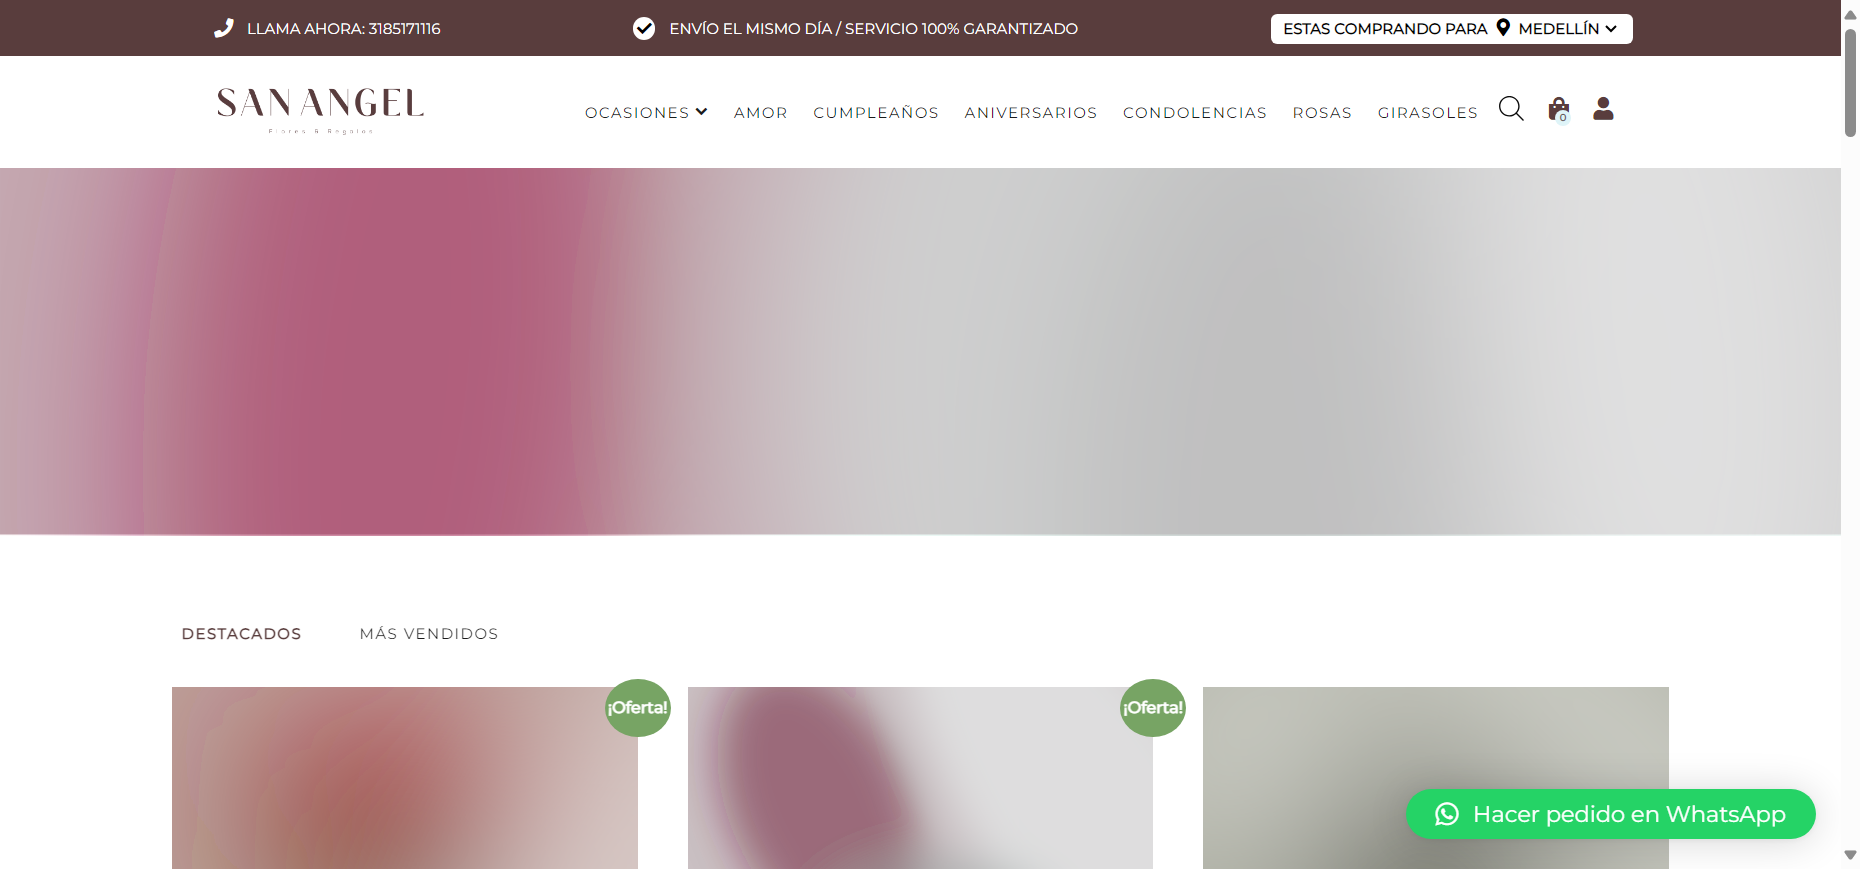 LLAMA AHORA: 3185171116
ENVÍO EL MISMO DÍA / SERVICIO 100% GARANTIZADO
ESTAS COMPRANDO PARA MEDELLÍN
SAN ANGEL
Flores & Regalos
OCASIONES
AMOR
CUMPLEAÑOS
ANIVERSARIOS
CONDOLENCIAS
ROSAS
GIRASOLES
0
DESTACADOS
MÁS VENDIDOS
¡Oferta!
¡Oferta!
Hacer pedido en WhatsApp